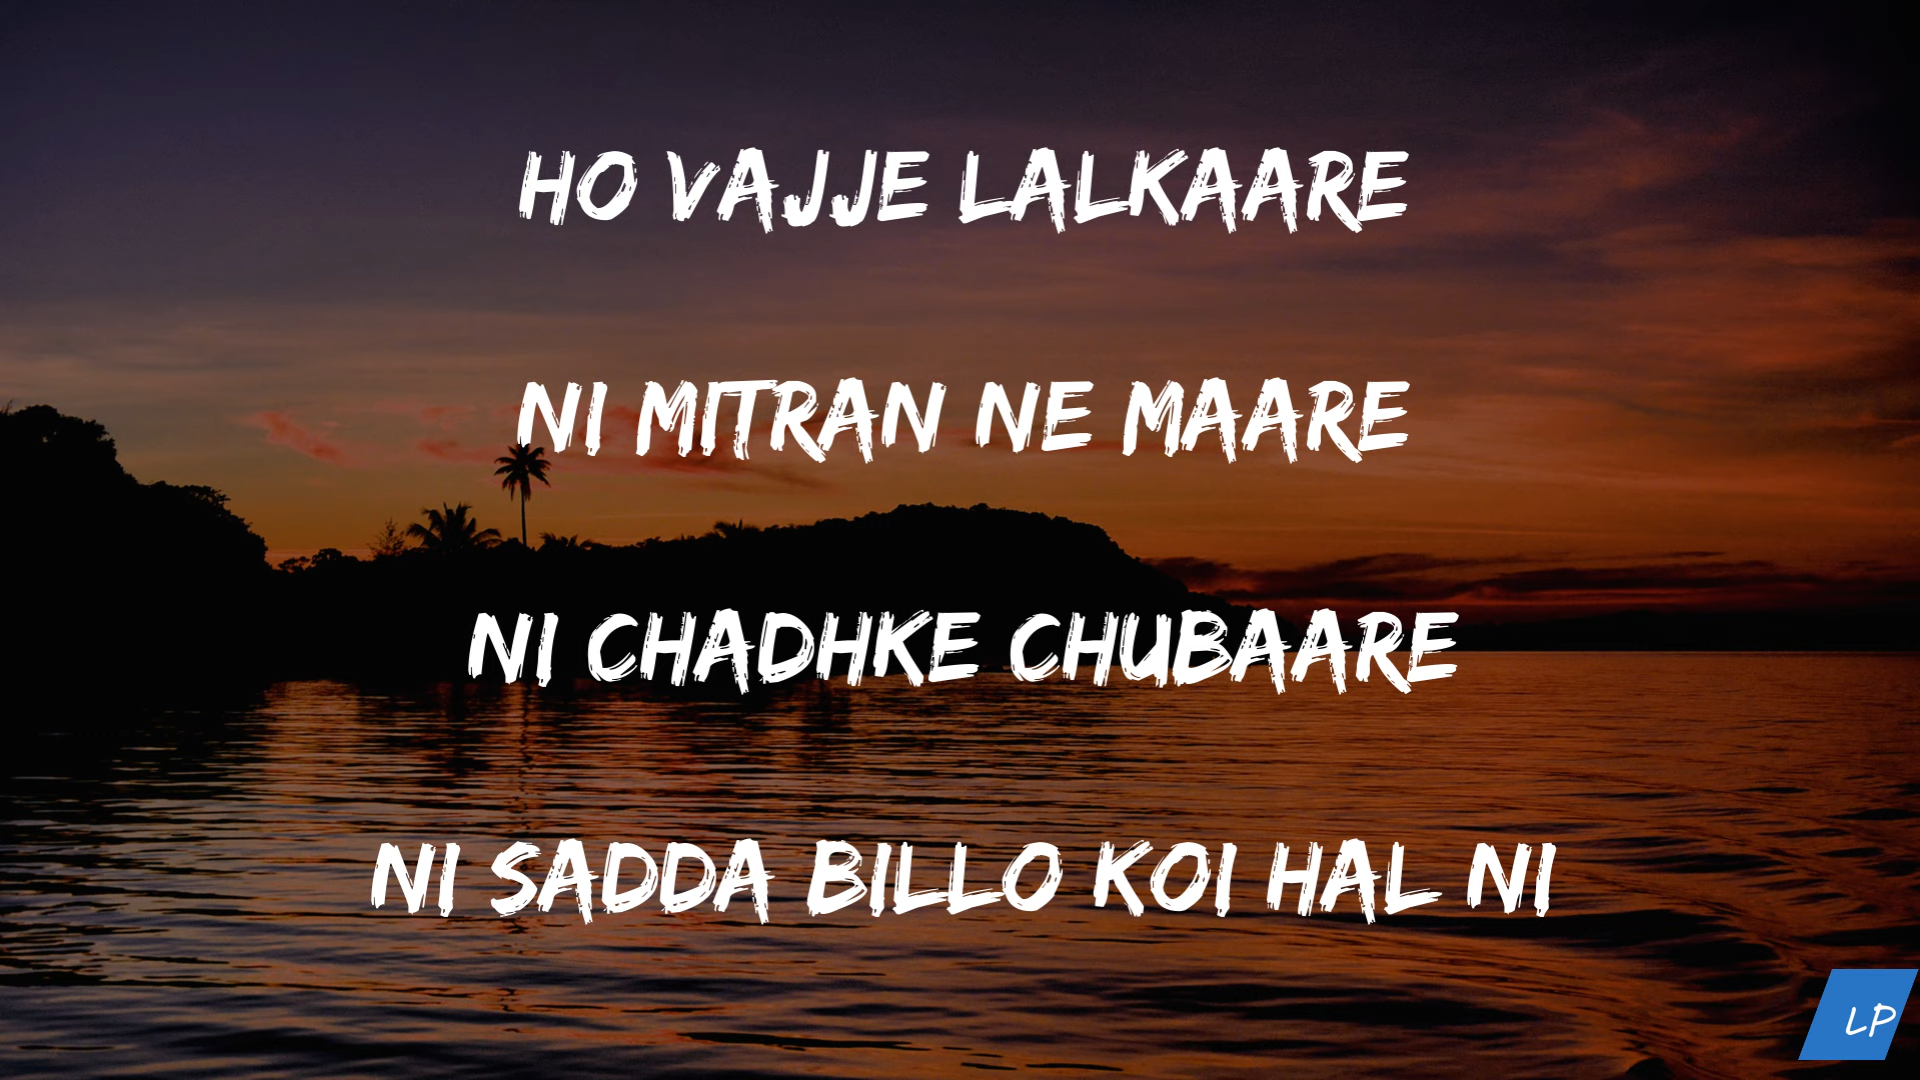 HO VAJJE LALKAARE
NI MITRAN NE MAARE
NI CHADHKE CHUBAARE
NI SADDA BILLO KOI HAL NI
LP